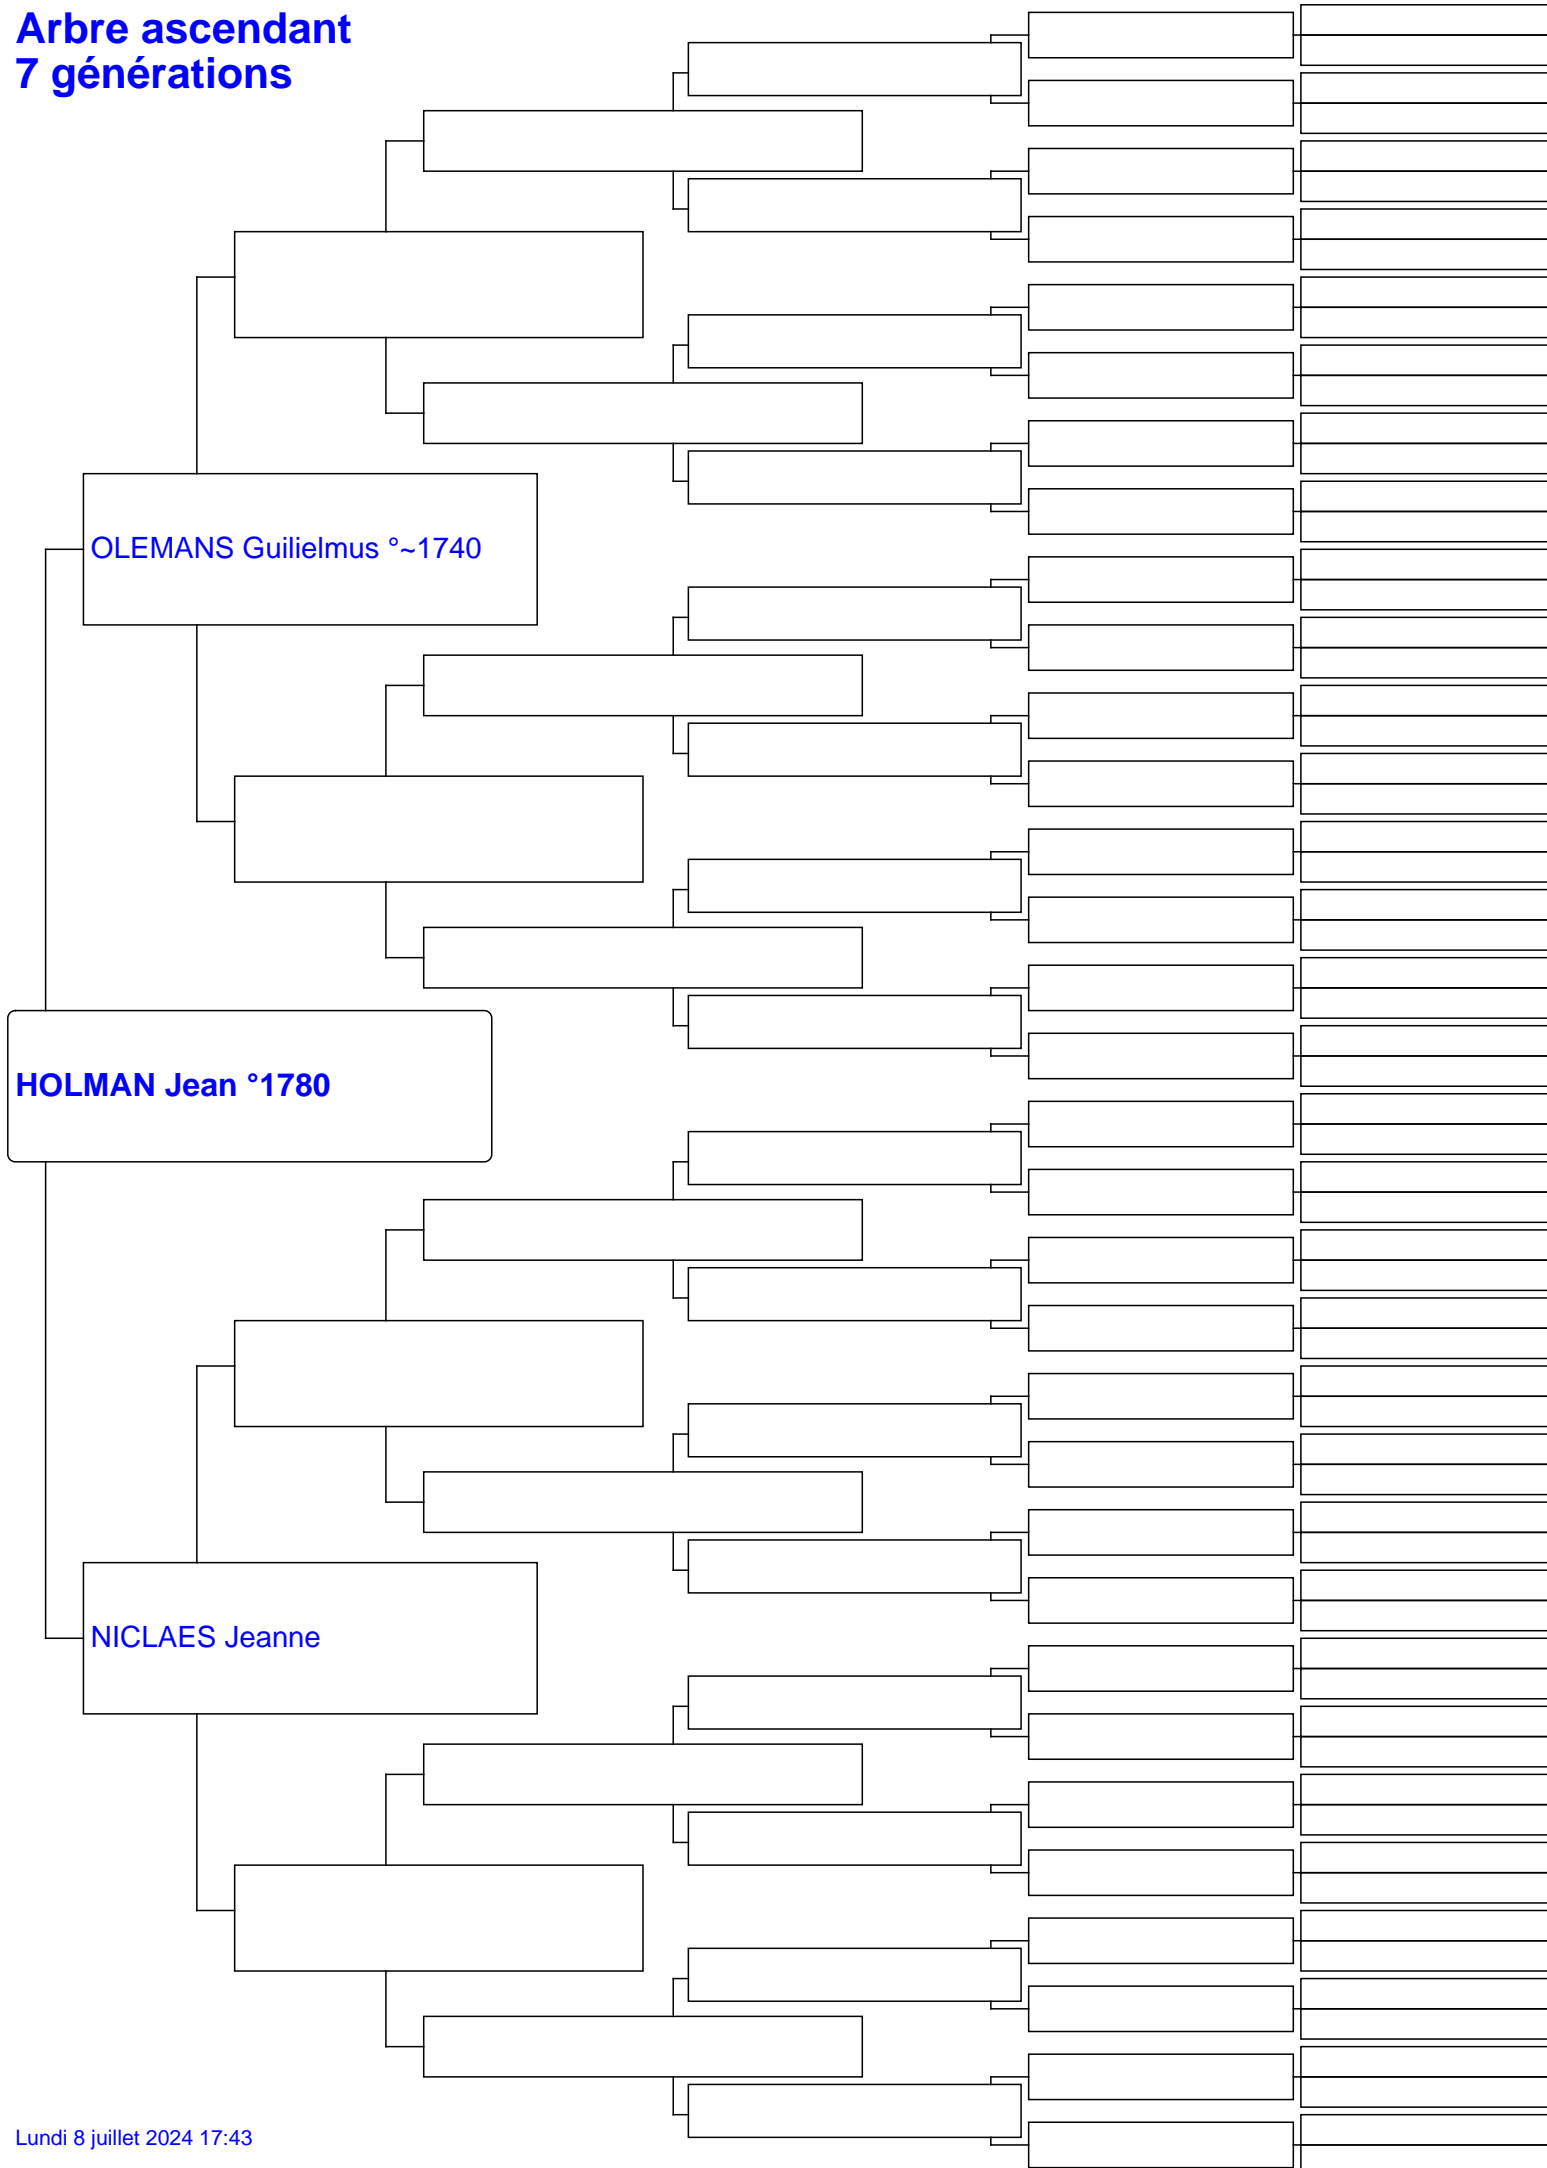 Arbre ascendant
7 générations
OLEMANS Guilielmus °~1740
HOLMAN Jean °1780
NICLAES Jeanne
Lundi 8 juillet 2024 17:43